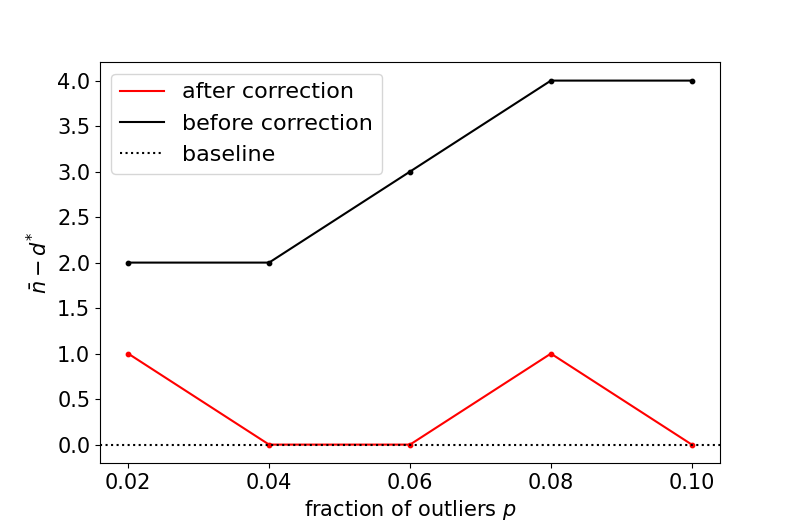 after correction
before correction
baseline
4.0
3.5
3.0
2.5
2.0
1.5
1.0
0.5
0.0
n̄ − d*
0.02 0.04 0.06 0.08 0.10
fraction of outliers p